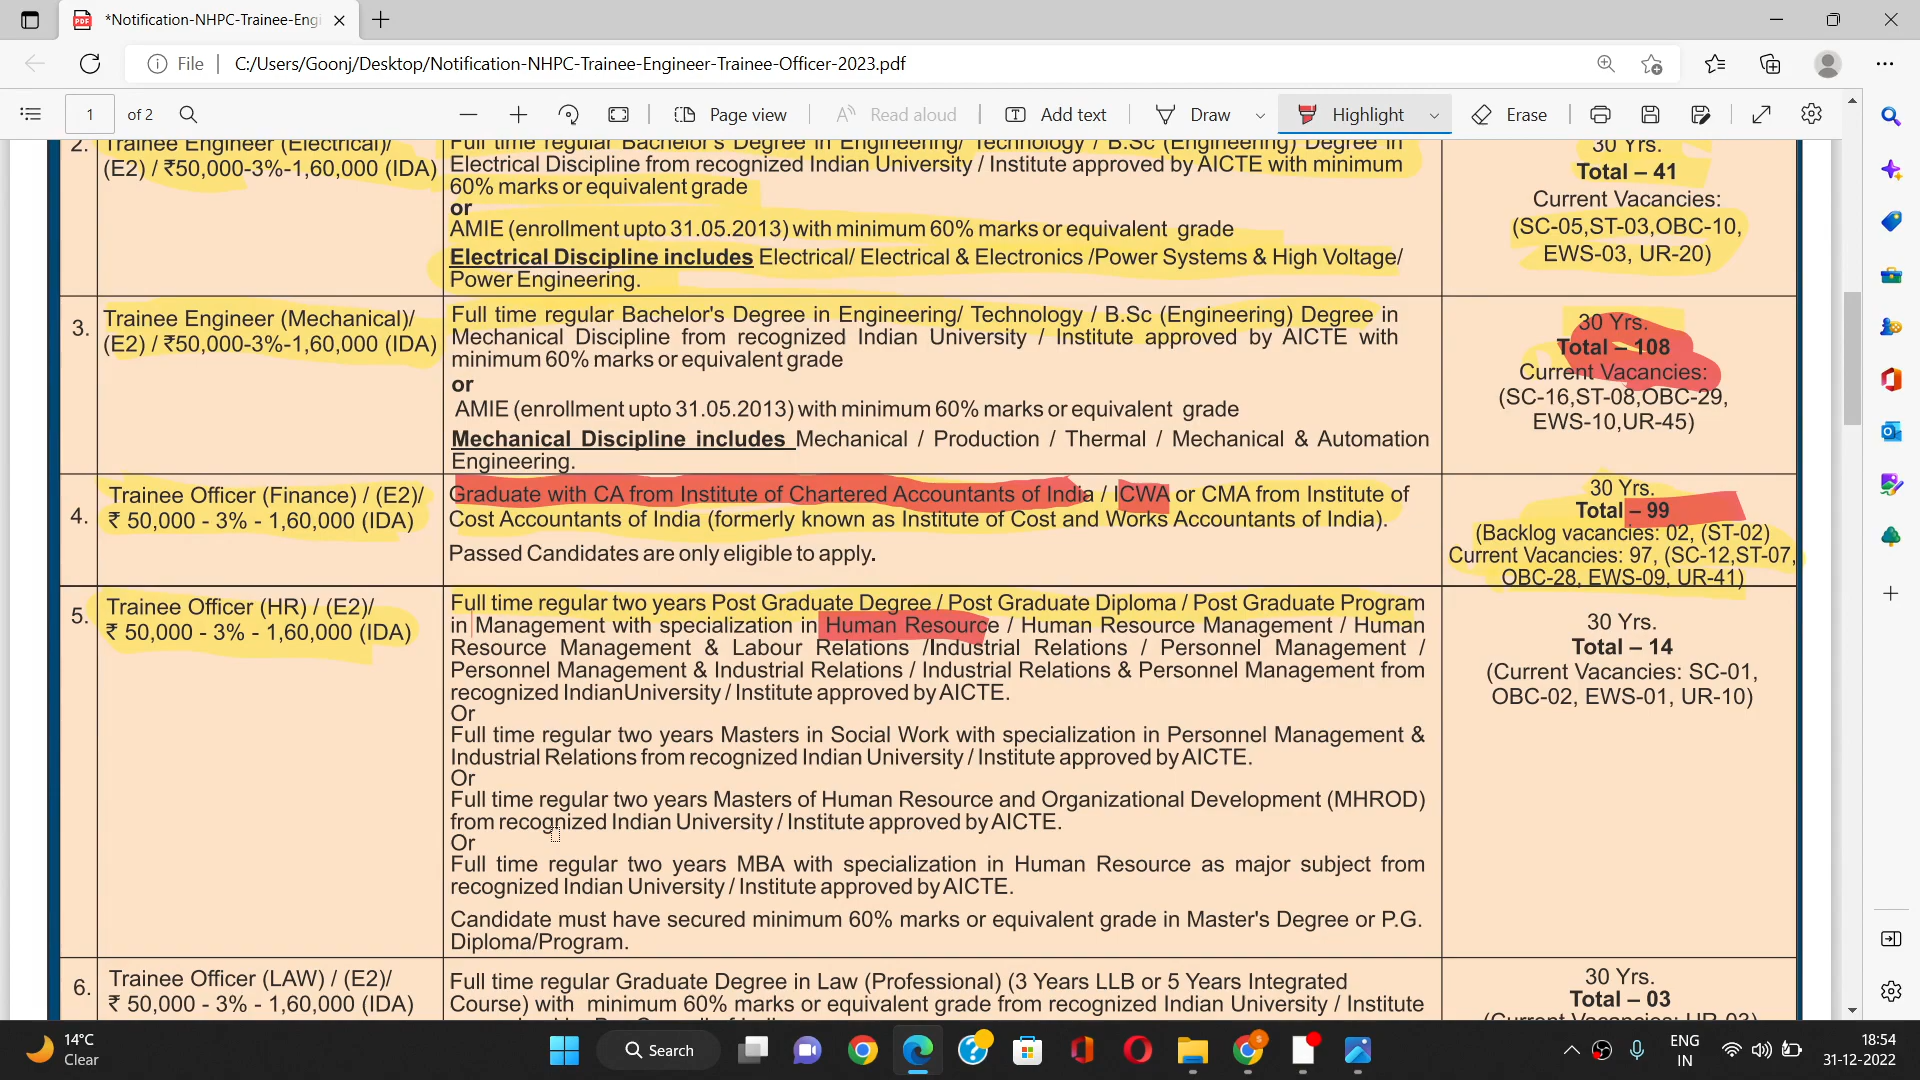 *Notification-NHPC-Trainee-Eng
File
C:/Users/Goonj/Desktop/Notification-NHPC-Trainee-Engineer-Trainee-Officer-2023.pdf
1 of 2
Page view
Read aloud
Add text
Draw
Highlight
Erase
2. Trainee Engineer (Electrical)/
(E2) / ₹50,000-3%-1,60,000 (IDA)
Full time regular Bachelor's Degree in Engineering/ Technology / B.Sc (Engineering) Degree in
Electrical Discipline from recognized Indian University / Institute approved by AICTE with minimum
60% marks or equivalent grade
or
AMIE (enrollment upto 31.05.2013) with minimum 60% marks or equivalent grade
Electrical Discipline includes Electrical/ Electrical & Electronics /Power Systems & High Voltage/
Power Engineering.
30 Yrs.
Total – 41
Current Vacancies:
(SC-05,ST-03,OBC-10,
EWS-03, UR-20)
3. Trainee Engineer (Mechanical)/
(E2) / ₹50,000-3%-1,60,000 (IDA)
Full time regular Bachelor's Degree in Engineering/ Technology / B.Sc (Engineering) Degree in
Mechanical Discipline from recognized Indian University / Institute approved by AICTE with
minimum 60% marks or equivalent grade
or
AMIE (enrollment upto 31.05.2013) with minimum 60% marks or equivalent grade
Mechanical Discipline includes Mechanical / Production / Thermal / Mechanical & Automation
Engineering.
30 Yrs.
Total – 108
Current Vacancies:
(SC-16,ST-08,OBC-29,
EWS-10,UR-45)
4. Trainee Officer (Finance) / (E2)/
₹ 50,000 - 3% - 1,60,000 (IDA)
Graduate with CA from Institute of Chartered Accountants of India / ICWA or CMA from Institute of
Cost Accountants of India (formerly known as Institute of Cost and Works Accountants of India).
Passed Candidates are only eligible to apply.
30 Yrs.
Total – 99
(Backlog vacancies: 02, (ST-02)
Current Vacancies: 97, (SC-12,ST-07,
OBC-28, EWS-09, UR-41)
5. Trainee Officer (HR) / (E2)/
₹ 50,000 - 3% - 1,60,000 (IDA)
Full time regular two years Post Graduate Degree / Post Graduate Diploma / Post Graduate Program
in Management with specialization in Human Resource / Human Resource Management / Human
Resource Management & Labour Relations /Industrial Relations / Personnel Management /
Personnel Management & Industrial Relations / Industrial Relations & Personnel Management from
recognized IndianUniversity / Institute approved by AICTE.
Or
Full time regular two years Masters in Social Work with specialization in Personnel Management &
Industrial Relations from recognized Indian University / Institute approved by AICTE.
Or
Full time regular two years Masters of Human Resource and Organizational Development (MHROD)
from recognized Indian University / Institute approved by AICTE.
Or
Full time regular two years MBA with specialization in Human Resource as major subject from
recognized Indian University / Institute approved by AICTE.
Candidate must have secured minimum 60% marks or equivalent grade in Master's Degree or P.G.
Diploma/Program.
30 Yrs.
Total – 14
(Current Vacancies: SC-01,
OBC-02, EWS-01, UR-10)
6. Trainee Officer (LAW) / (E2)/
₹ 50,000 - 3% - 1,60,000 (IDA)
Full time regular Graduate Degree in Law (Professional) (3 Years LLB or 5 Years Integrated
Course) with minimum 60% marks or equivalent grade from recognized Indian University / Institute
30 Yrs.
Total – 03
(Current Vacancies: UR-03)
14°C
Clear
Search
ENG
IN
18:54
31-12-2022